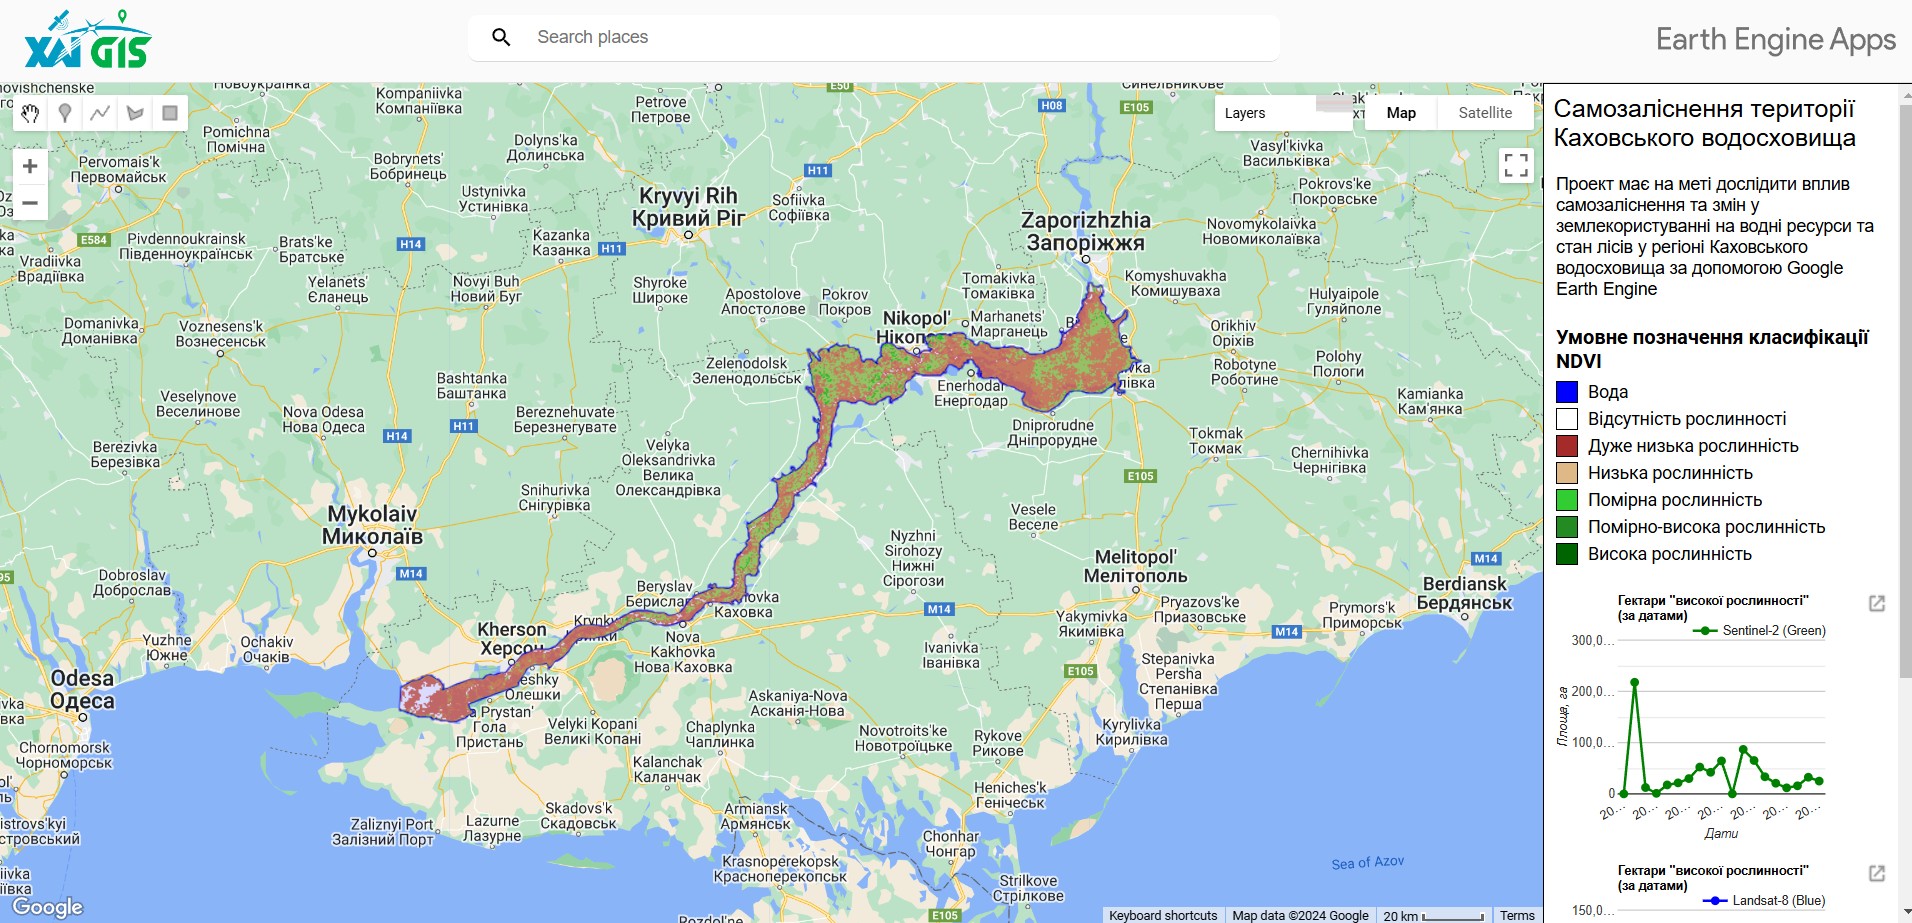 ХАІ GIS
Search places
Earth Engine Apps
Layers
Map
Satellite
Самозаліснення території
Каховського водосховища
Проект має на меті дослідити вплив
самозаліснення та змін у
землекористуванні на водні ресурси та
стан лісів у регіоні Каховського
водосховища за допомогою Google
Earth Engine
Умовне позначення класифікації
NDVI
Вода
Відсутність рослинності
Дуже низька рослинність
Низька рослинність
Помірна рослинність
Помірно-висока рослинність
Висока рослинність
Гектари "високої рослинності"
(за датами)
Sentinel-2 (Green)
300,0...
200,0...
100,0...
0
Площа, га
20... 20... 20... 20... 20... 20... 20...
Дати
Гектари "високої рослинності"
(за датами)
Landsat-8 (Blue)
150,0...
Kompaniivka
Компаніївка
Petrove
Петрове
E50
H08
E105
Синельникове
Pomichna
Помічна
Dolyns'ka
Долинська
Vasyl'kivka
Васильківка
Pervomais'k
Первомайськ
Bobrynets'
Бобринець
H11
Ustynivka
Устинівка
Kryvyi Rih
Кривий Ріг
Sofiivka
Софіївка
Pokrovs'ke
Покровське
Zaporizhzhia
Запоріжжя
Novomykolaivka
Новомиколаївка
E584
Pivdennoukrainsk
Південноукраїнськ
Brats'ke
Братське
H14
Kazanka
Казанка
H11
Vradiivka
Врадіївка
Yelanets'
Єланець
Novyi Buh
Новий Буг
Shyroke
Широке
Apostolove
Апостолове
Pokrov
Покров
Tomakivka
Томаківка
Komyshuvakha
Комишуваха
Hulyaipole
Гуляйполе
Domanivka
Доманівка
Voznesens'k
Вознесенськ
Nikopol'
Marhanets'
Марганець
Orikhiv
Оріхів
Zelenodolsk
Зеленодольськ
Robotyne
Роботине
Polohy
Пологи
Bashtanka
Баштанка
Enerhodar
Енергодар
Veselynove
Веселинове
Nova Odesa
Нова Одеса
Bereznehuvate
Березнегувате
Kamianka
Кам'янка
H14
H11
Dniprorudne
Дніпрорудне
Tokmak
Токмак
Berezivka
Березівка
Velyka
Oleksandrivka
Велика
Олександрівка
Chernihivka
Чернігівка
E105
Snihurivka
Снігурівка
Mykolaiv
Миколаїв
Vesele
Веселе
Nyzhni
Sirohozy
Нижні
Сірогози
Melitopol'
Мелітополь
M14
Dobroslav
Доброслав
M14
Beryslav
Berdiansk
Бердянськ
Каховка
M14
Pryazovs'ke
Приазовське
Prymors'k
Приморськ
Yakymivka
Якимівка
M14
Yuzhne
Южне
Ochakiv
Очаків
Kherson
Херсон
Nova
Kakhovka
Нова Каховка
Ivanivka
Іванівка
E105
Stepanivka
Persha
Степанівка
Перша
Odesa
Одеса
Олешки
Askaniya-Nova
Асканія-Нова
Prystan'
Гола
Пристань
Velyki Kopani
Великі Копані
Chaplynka
Чаплинка
Novotroits'ke
Новотроїцьке
Rykove
Рикове
Kyrylivka
Кирилівка
Chornomorsk
Чорноморськ
Kalanchak
Каланчак
Heniches'k
Генічеськ
Skadovs'k
Скадовськ
Armiansk
Армянськ
Zaliznyi Port
Залізний Порт
Lazurne
Лазурне
Chonhar
Чонгар
Krasnoperekopsk
Красноперекопськ
Sea of Azov
Strilkove
Стрілкове
E105
Google
Keyboard shortcuts
Map data ©2024 Google
20 km
Terms